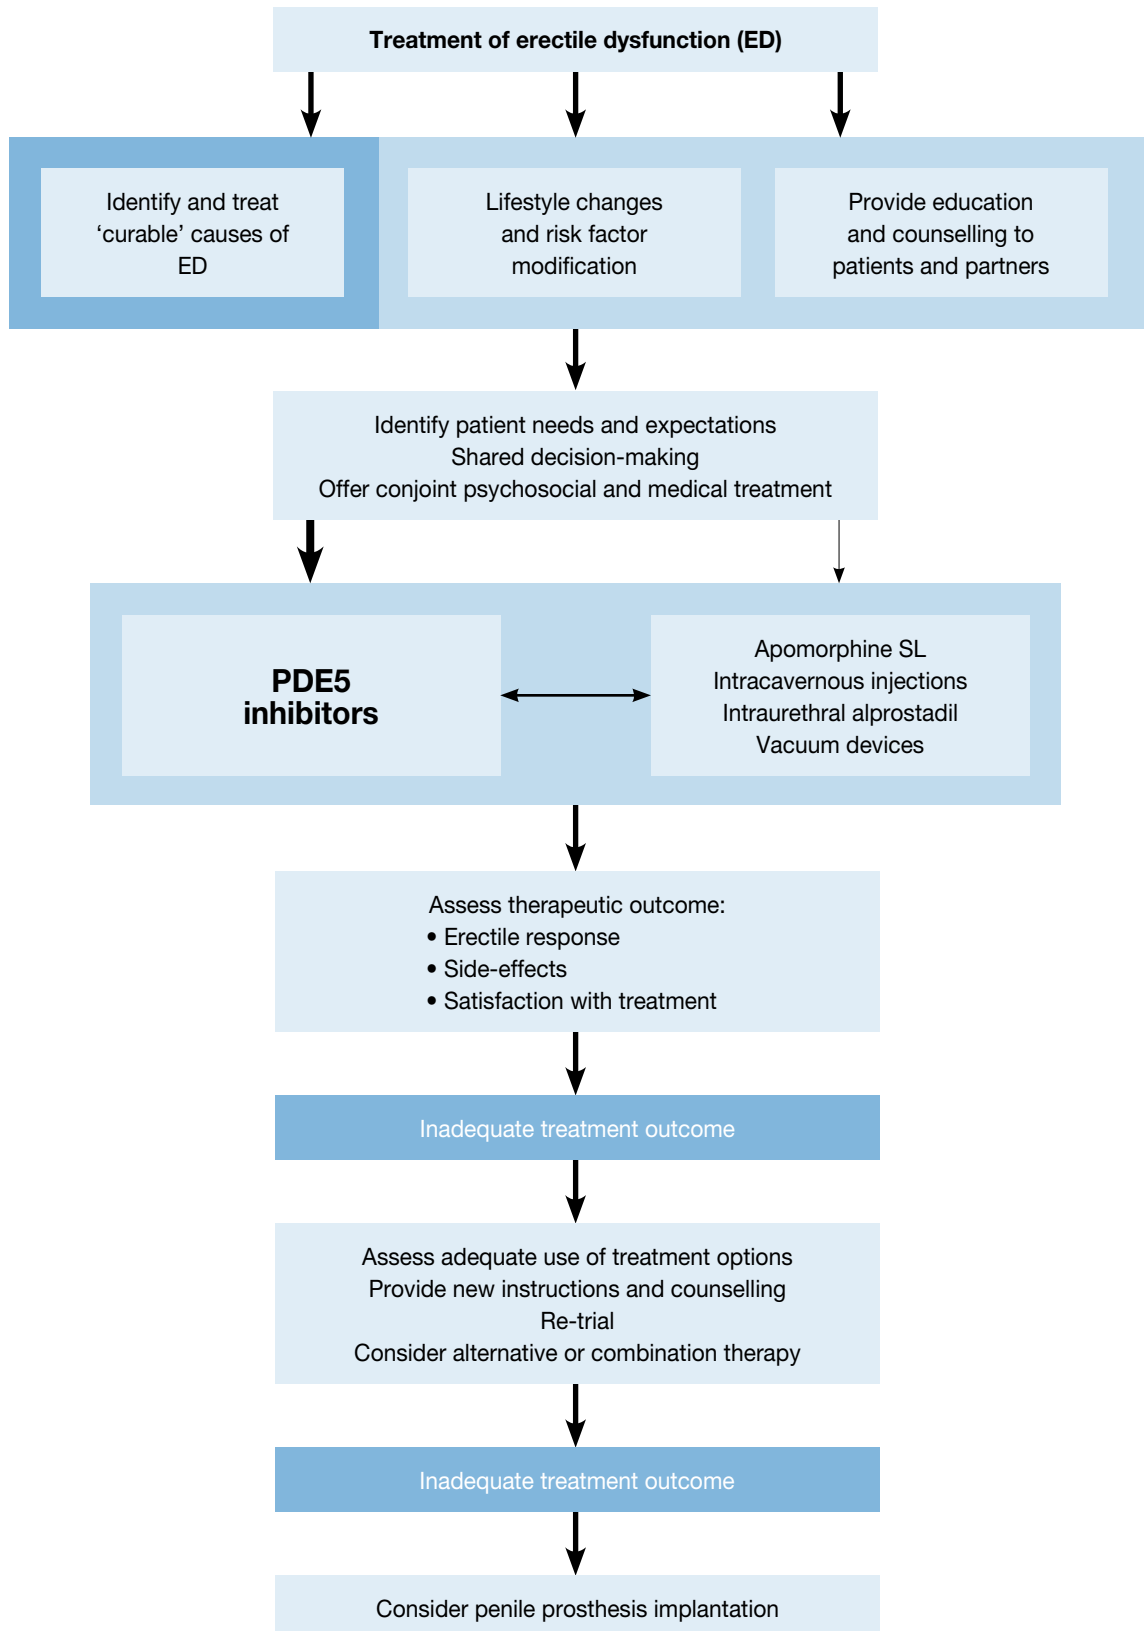 Treatment of erectile dysfunction (ED)
Identify and treat
‘curable’ causes of
ED
Lifestyle changes
and risk factor
modification
Provide education
and counselling to
patients and partners
Identify patient needs and expectations
Shared decision-making
Offer conjoint psychosocial and medical treatment
PDE5
inhibitors
Apomorphine SL
Intracavernous injections
Intraurethral alprostadil
Vacuum devices
Assess therapeutic outcome:
• Erectile response
• Side-effects
• Satisfaction with treatment
Inadequate treatment outcome
Assess adequate use of treatment options
Provide new instructions and counselling
Re-trial
Consider alternative or combination therapy
Inadequate treatment outcome
Consider penile prosthesis implantation